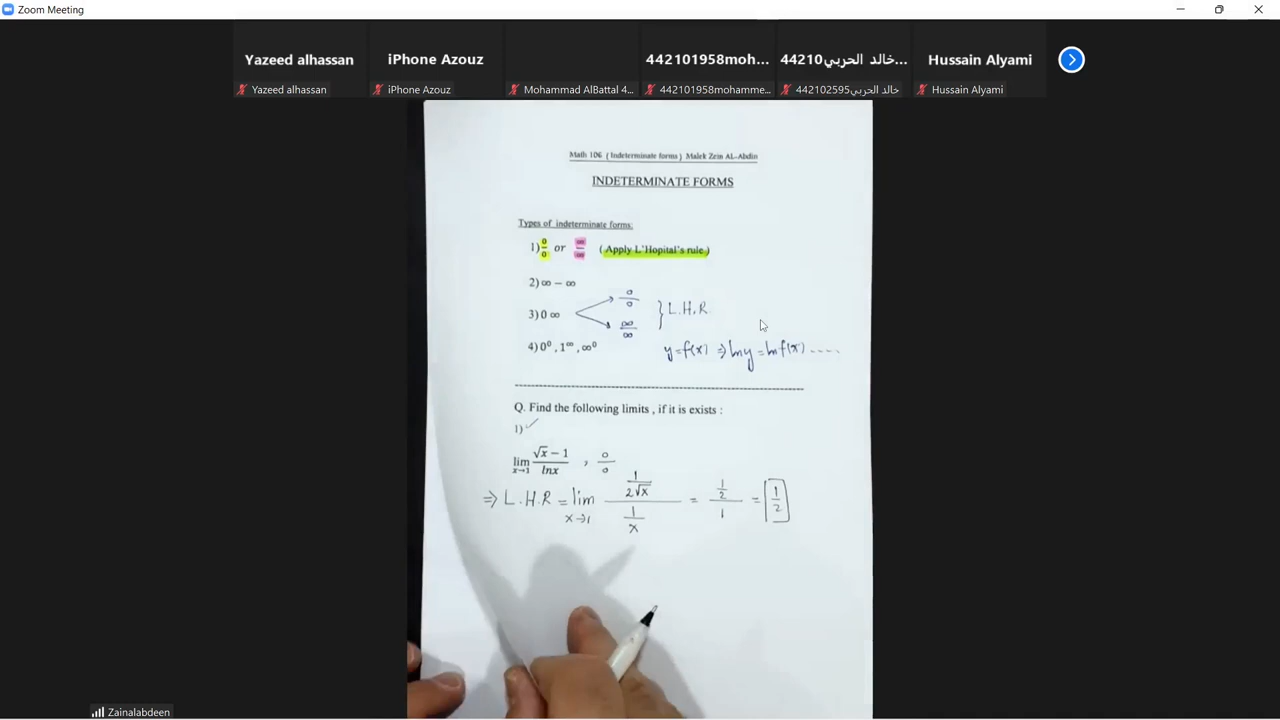 Zoom Meeting
Yazeed alhassan
iPhone Azouz
442101958moh...
44210خالد الحربي...
Hussain Alyami
Yazeed alhassan
iPhone Azouz
Mohammad AlBattal 4...
442101958mohamme...
442102595خالد الحربي
Hussain Alyami
Math 106 ( Indeterminate forms ) Malek Zein AL-Abdin
INDETERMINATE FORMS
Types of indeterminate forms.
1) 0/0 or ∞/∞ ( Apply L'Hopital's rule )
2) ∞ − ∞
3) 0 ∞ 0/0 ∞/∞ } L.H.R
4) 0⁰ , 1^∞ , ∞⁰ y = f(x) ⇒ ln y = ln f(x) ....
Q. Find the following limits , if it is exists :
1) ✓
lim x→1 (√x − 1)/(lnx) , 0/0
⇒ L.H.R = lim x→1 (1/(2√x))/(1/x) = (1/2)/1 = 1/2
Zainalabdeen